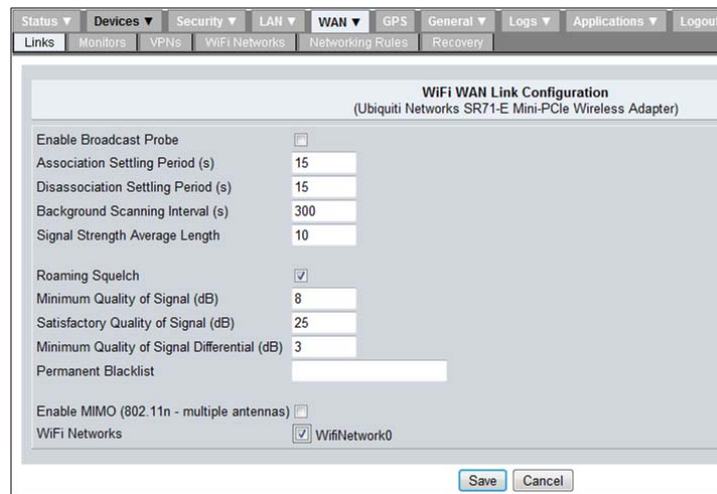 Status ▼ Devices ▼ Security ▼ LAN ▼ WAN ▼ GPS General ▼ Logs ▼ Applications ▼ Logout
Links Monitors VPNs WiFi Networks Networking Rules Recovery
WiFi WAN Link Configuration
(Ubiquiti Networks SR71-E Mini-PCIe Wireless Adapter)
Enable Broadcast Probe
Association Settling Period (s) 15
Disassociation Settling Period (s) 15
Background Scanning Interval (s) 300
Signal Strength Average Length 10
Roaming Squelch
Minimum Quality of Signal (dB) 8
Satisfactory Quality of Signal (dB) 25
Minimum Quality of Signal Differential (dB) 3
Permanent Blacklist
Enable MIMO (802.11n - multiple antennas)
WiFi Networks WifiNetwork0
Save Cancel